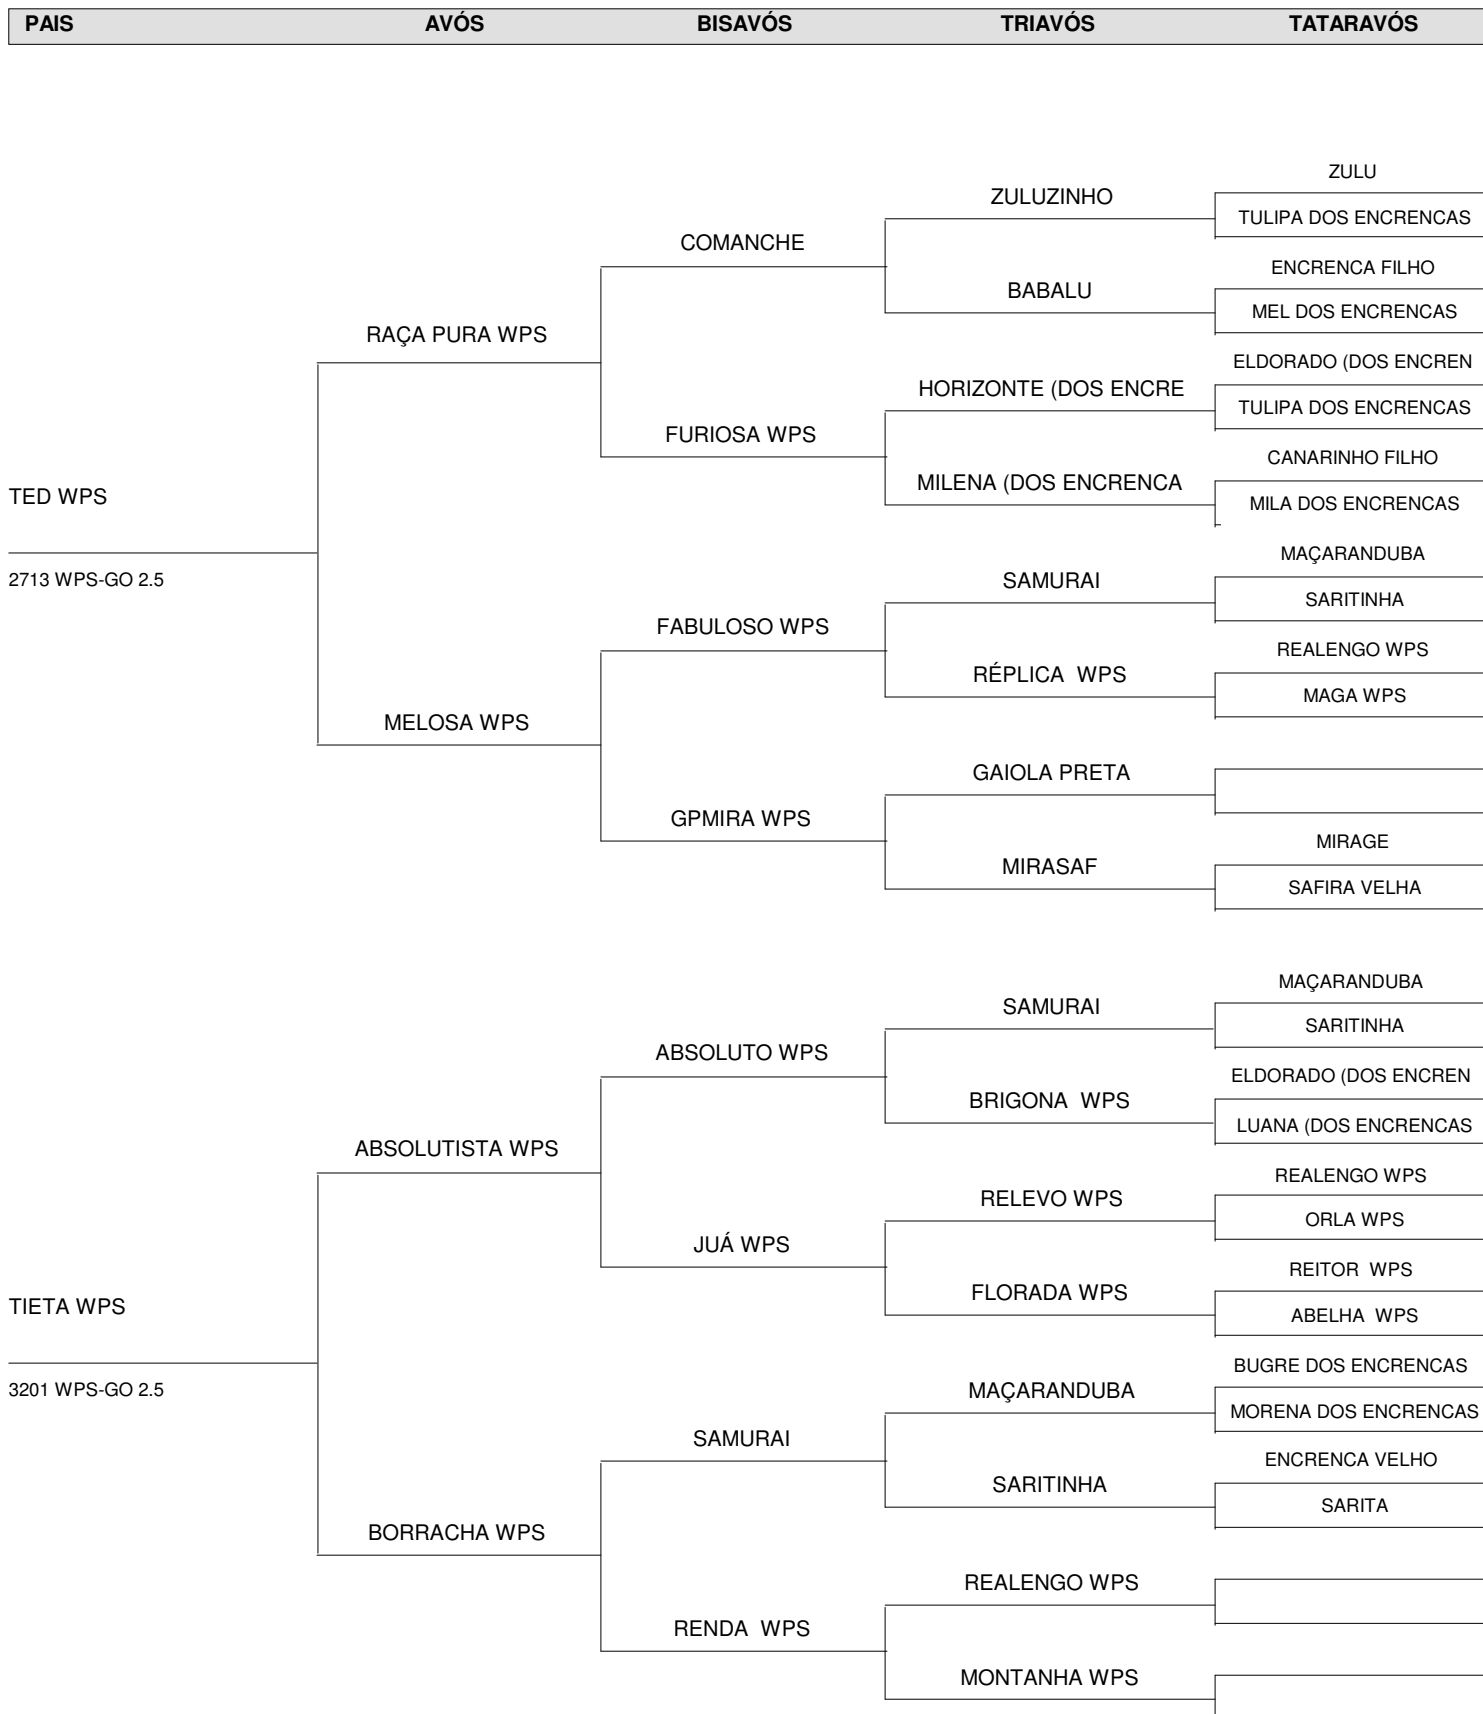 PAIS AVÓS BISAVÓS TRIAVÓS TATARAVÓS
ZULU
ZULUZINHO
TULIPA DOS ENCRENCAS
COMANCHE
ENCRENCA FILHO
BABALU
MEL DOS ENCRENCAS
RAÇA PURA WPS
ELDORADO (DOS ENCREN
HORIZONTE (DOS ENCRE
TULIPA DOS ENCRENCAS
FURIOSA WPS
CANARINHO FILHO
MILENA (DOS ENCRENCA
MILA DOS ENCRENCAS
TED WPS
2713 WPS-GO 2.5
MAÇARANDUBA
SAMURAI
SARITINHA
FABULOSO WPS
REALENGO WPS
RÉPLICA  WPS
MAGA WPS
MELOSA WPS
GAIOLA PRETA
GPMIRA WPS
MIRAGE
MIRASAF
SAFIRA VELHA
MAÇARANDUBA
SAMURAI
SARITINHA
ABSOLUTO WPS
ELDORADO (DOS ENCREN
BRIGONA  WPS
LUANA (DOS ENCRENCAS
ABSOLUTISTA WPS
REALENGO WPS
RELEVO WPS
ORLA WPS
JUÁ WPS
REITOR  WPS
FLORADA WPS
ABELHA  WPS
TIETA WPS
3201 WPS-GO 2.5
BUGRE DOS ENCRENCAS
MAÇARANDUBA
MORENA DOS ENCRENCAS
SAMURAI
ENCRENCA VELHO
SARITINHA
SARITA
BORRACHA WPS
REALENGO WPS
RENDA  WPS
MONTANHA WPS